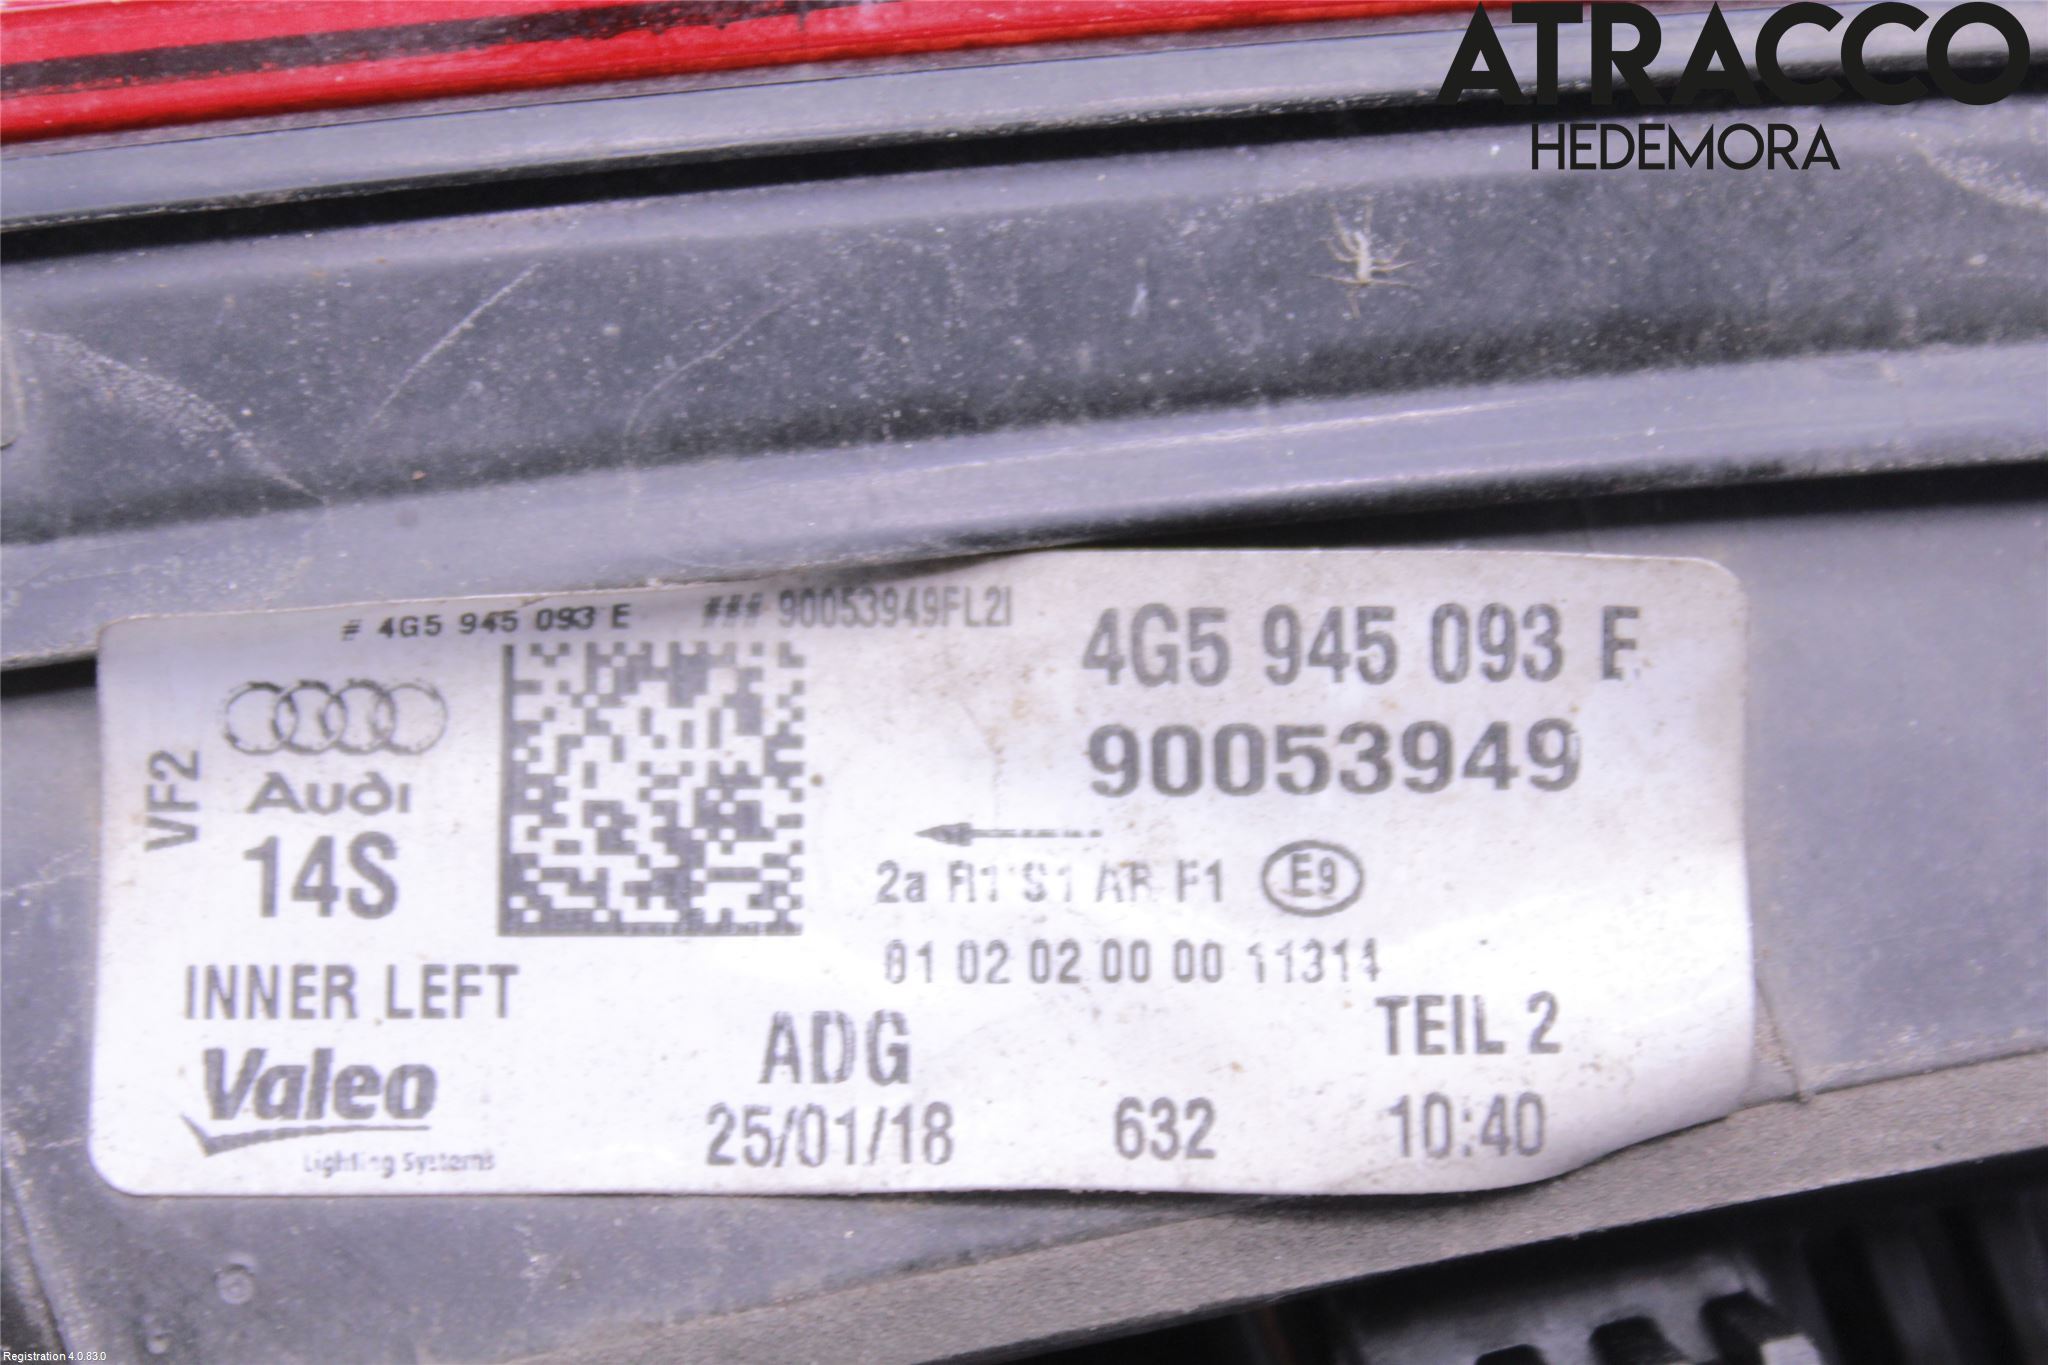 ATRACCO
HEDEMORA
# 4G5 945 093 E
### 90053949FL2I
4G5 945 093 E
90053949
VF2
Audi
14S
2a R1 S1 AR F1 E9
01 02 02 00 00 11314
INNER LEFT
Valeo
Lighting Systems
ADG
TEIL 2
25/01/18 632 10:40
Registration 4.0.83.0